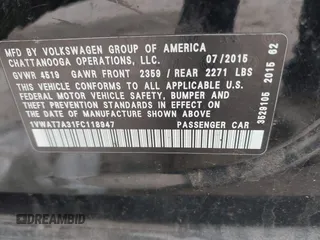 MFD BY VOLKSWAGEN GROUP OF AMERICA
CHATTANOOGA OPERATIONS, LLC. 07/2015
GVWR 4519 GAWR FRONT 2359 / REAR 2271 LBS
THIS VEHICLE CONFORMS TO ALL APPLICABLE U.S.
FEDERAL MOTOR VEHICLE SAFETY, BUMPER AND
THEFT PREVENTION STANDARDS IN EFFECT ON THE
DATE OF MANUFACTURE SHOWN ABOVE.
1VWAT7A31FC118947 PASSENGER CAR
3529105 2015 62
DREAMBID